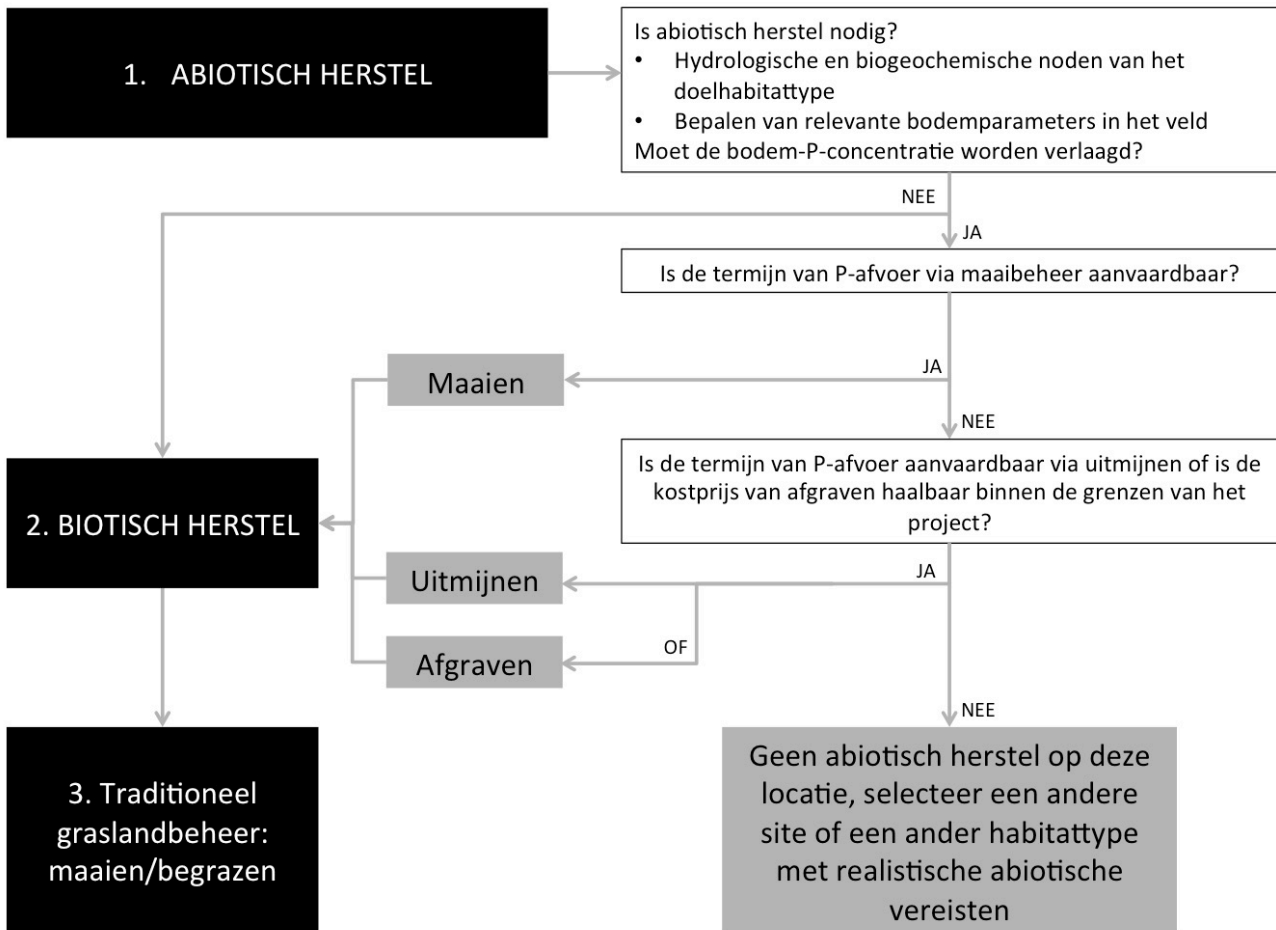 1. ABIOTISCH HERSTEL
Is abiotisch herstel nodig?
• Hydrologische en biogeochemische noden van het
doelhabitattype
• Bepalen van relevante bodemparameters in het veld
Moet de bodem-P-concentratie worden verlaagd?
NEE
JA
Is de termijn van P-afvoer via maaibeheer aanvaardbaar?
JA
Maaien
NEE
Is de termijn van P-afvoer aanvaardbaar via uitmijnen of is de
kostprijs van afgraven haalbaar binnen de grenzen van het
project?
2. BIOTISCH HERSTEL
JA
Uitmijnen
OF
Afgraven
NEE
3. Traditioneel
graslandbeheer:
maaien/begrazen
Geen abiotisch herstel op deze
locatie, selecteer een andere
site of een ander habitattype
met realistische abiotische
vereisten